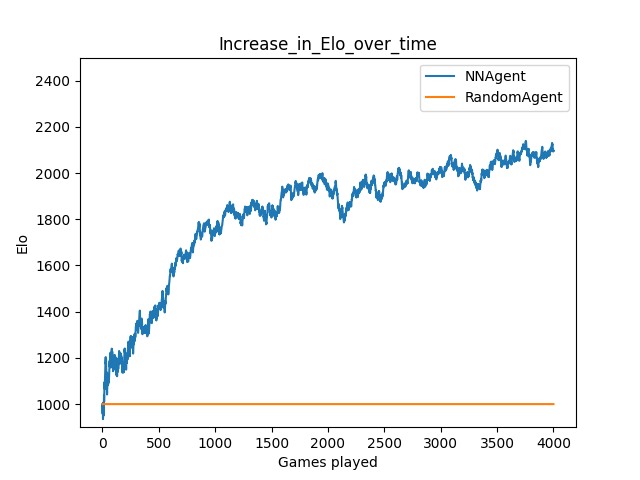 Increase_in_Elo_over_time
NNAgent
RandomAgent
2400
2200
2000
1800
1600
1400
1200
1000
Elo
0 500 1000 1500 2000 2500 3000 3500 4000
Games played